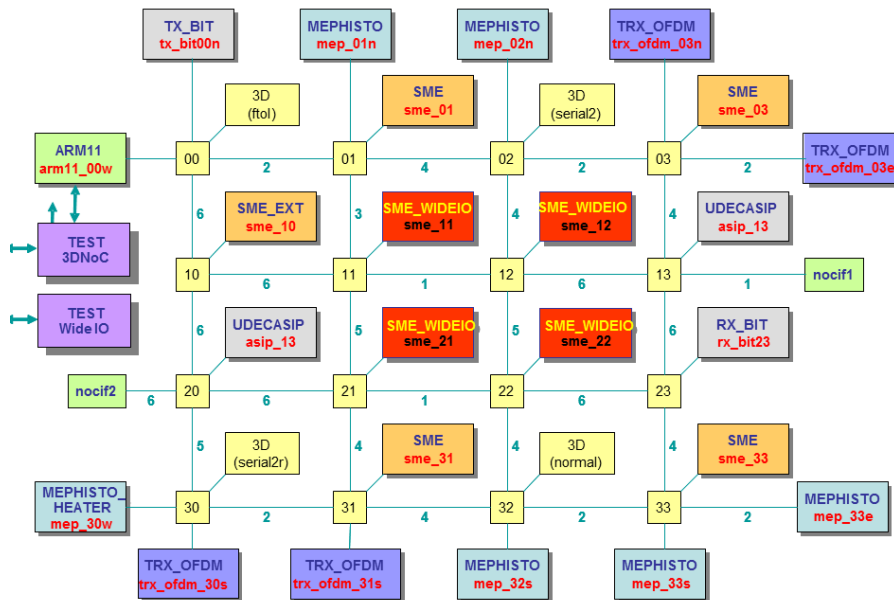 TX_BIT
tx_bit00n
MEPHISTO
mep_01n
MEPHISTO
mep_02n
TRX_OFDM
trx_ofdm_03n
3D
(ftol)
SME
sme_01
3D
(serial2)
SME
sme_03
ARM11
arm11_00w
00
2
01
4
02
2
03
2
TRX_OFDM
trx_ofdm_03e
6
SME_EXT
sme_10
3
SME_WIDEIO
sme_11
4
SME_WIDEIO
sme_12
4
UDECASIP
asip_13
TEST
3DNoC
10
6
11
1
12
6
13
1
nocif1
TEST
WideIO
6
UDECASIP
asip_13
5
SME_WIDEIO
sme_21
5
SME_WIDEIO
sme_22
6
RX_BIT
rx_bit23
nocif2
6
20
6
21
1
22
6
23
5
3D
(serial2r)
4
SME
sme_31
4
3D
(normal)
4
SME
sme_33
MEPHISTO_
HEATER
mep_30w
30
2
31
4
32
2
33
2
MEPHISTO
mep_33e
TRX_OFDM
trx_ofdm_30s
TRX_OFDM
trx_ofdm_31s
MEPHISTO
mep_32s
MEPHISTO
mep_33s